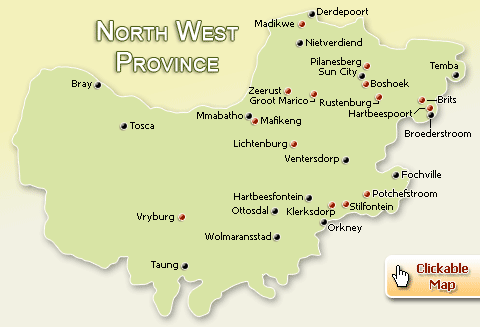 Derdepoort
Madikwe
NORTH WEST
PROVINCE
Nietverdiend
Pilanesberg
Sun City
Temba
Bray
Boshoek
Zeerust
Groot Marico
Rustenburg
Brits
Hartbeespoort
Mmabatho
Mafikeng
Tosca
Broederstroom
Lichtenburg
Ventersdorp
Fochville
Hartbeesfontein
Potchefstroom
Ottosdal
Klerksdorp
Stilfontein
Vryburg
Orkney
Wolmaransstad
Taung
Clickable
Map